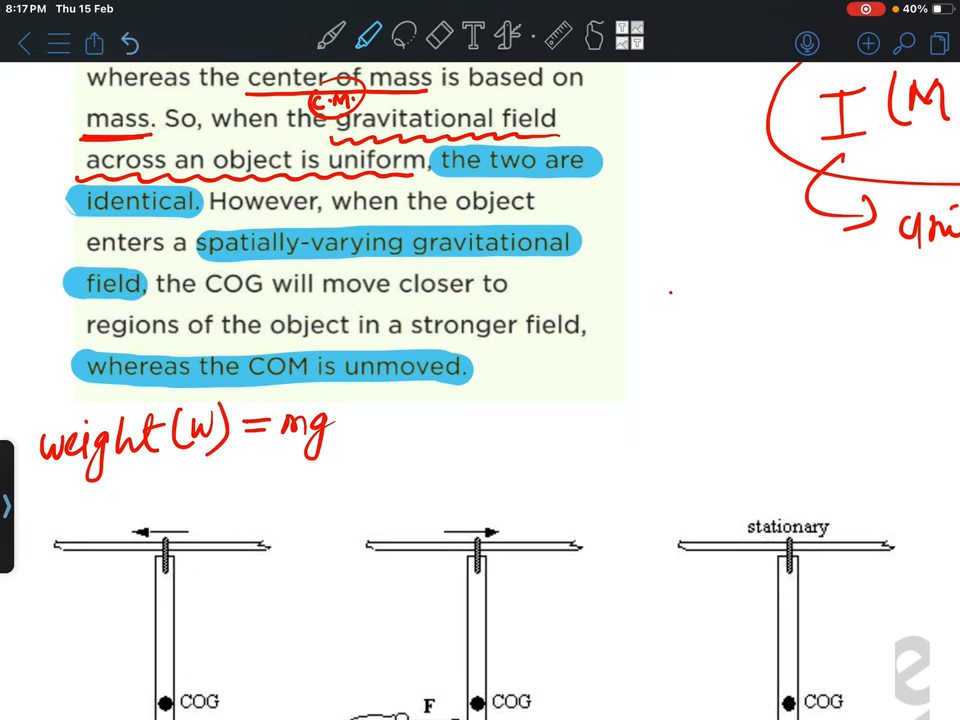 8:17 PM Thu 15 Feb
40%
whereas the center of mass is based on
C.M.
mass. So, when the gravitational field
across an object is uniform, the two are
identical. However, when the object
enters a spatially-varying gravitational
field, the COG will move closer to
regions of the object in a stronger field,
whereas the COM is unmoved.
I (M
weight (W) = mg
stationary
COG
F
COG
COG